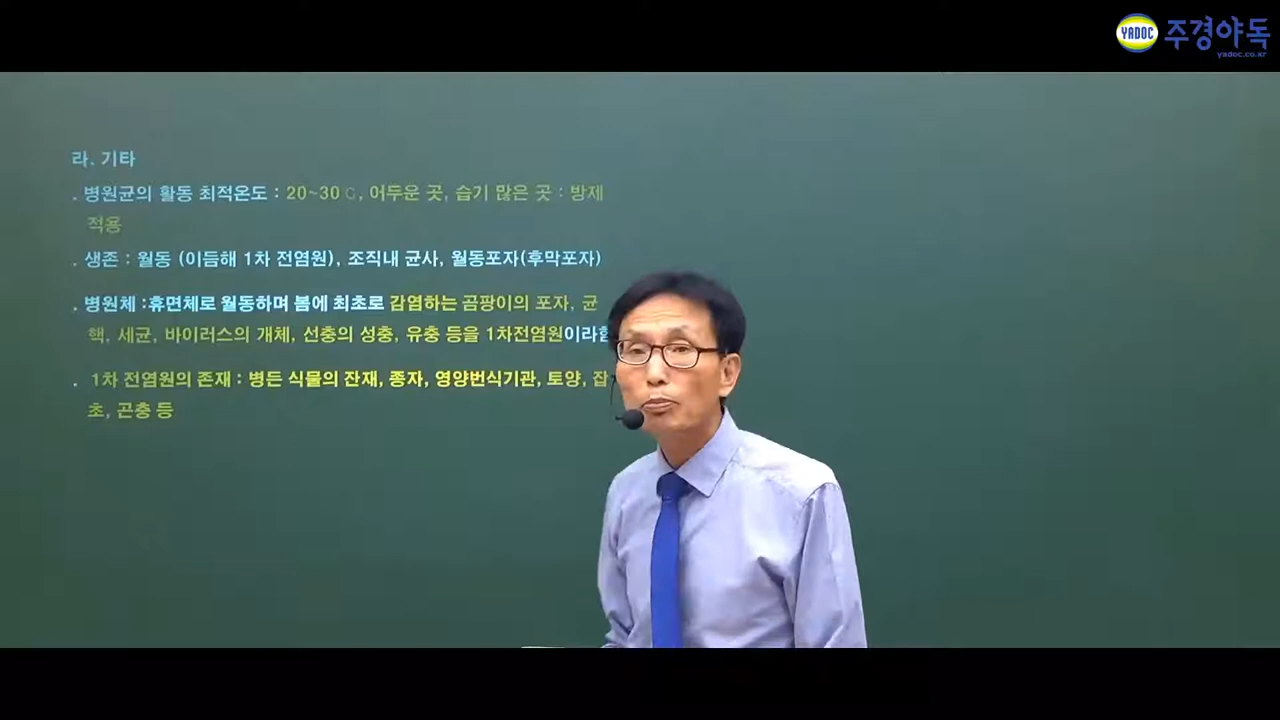 YADOC 주경야독
yadoc.co.kr
라. 기타
. 병원균의 활동 최적온도 : 20~30℃, 어두운 곳, 습기 많은 곳 : 방제
적용
. 생존 : 월동 (이듬해 1차 전염원), 조직내 균사, 월동포자(후막포자)
. 병원체 :휴면체로 월동하며 봄에 최초로 감염하는 곰팡이의 포자, 균
핵, 세균, 바이러스의 개체, 선충의 성충, 유충 등을 1차전염원이라함
. 1차 전염원의 존재 : 병든 식물의 잔재, 종자, 영양번식기관, 토양, 잡
초, 곤충 등